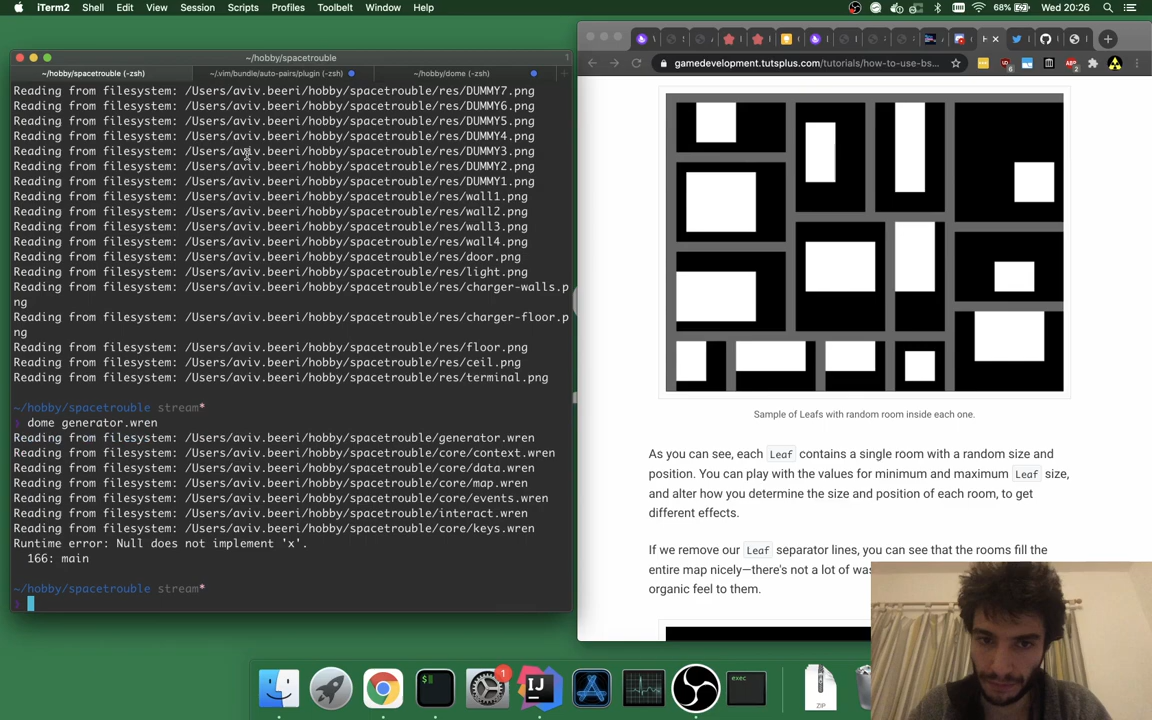 iTerm2 Shell Edit View Session Scripts Profiles Toolbelt Window Help
68% Wed 20:26
~/hobby/spacetrouble
~/hobby/spacetrouble (-zsh) ~/.vim/bundle/auto-pairs/plugin (-zsh) ~/hobby/dome (-zsh)
Reading from filesystem: /Users/aviv.beeri/hobby/spacetrouble/res/DUMMY7.png
Reading from filesystem: /Users/aviv.beeri/hobby/spacetrouble/res/DUMMY6.png
Reading from filesystem: /Users/aviv.beeri/hobby/spacetrouble/res/DUMMY5.png
Reading from filesystem: /Users/aviv.beeri/hobby/spacetrouble/res/DUMMY4.png
Reading from filesystem: /Users/aviv.beeri/hobby/spacetrouble/res/DUMMY3.png
Reading from filesystem: /Users/aviv.beeri/hobby/spacetrouble/res/DUMMY2.png
Reading from filesystem: /Users/aviv.beeri/hobby/spacetrouble/res/DUMMY1.png
Reading from filesystem: /Users/aviv.beeri/hobby/spacetrouble/res/wall1.png
Reading from filesystem: /Users/aviv.beeri/hobby/spacetrouble/res/wall2.png
Reading from filesystem: /Users/aviv.beeri/hobby/spacetrouble/res/wall3.png
Reading from filesystem: /Users/aviv.beeri/hobby/spacetrouble/res/wall4.png
Reading from filesystem: /Users/aviv.beeri/hobby/spacetrouble/res/door.png
Reading from filesystem: /Users/aviv.beeri/hobby/spacetrouble/res/light.png
Reading from filesystem: /Users/aviv.beeri/hobby/spacetrouble/res/charger-walls.p
ng
Reading from filesystem: /Users/aviv.beeri/hobby/spacetrouble/res/charger-floor.p
ng
Reading from filesystem: /Users/aviv.beeri/hobby/spacetrouble/res/floor.png
Reading from filesystem: /Users/aviv.beeri/hobby/spacetrouble/res/ceil.png
Reading from filesystem: /Users/aviv.beeri/hobby/spacetrouble/res/terminal.png
~/hobby/spacetrouble stream*
❯ dome generator.wren
Reading from filesystem: /Users/aviv.beeri/hobby/spacetrouble/generator.wren
Reading from filesystem: /Users/aviv.beeri/hobby/spacetrouble/core/context.wren
Reading from filesystem: /Users/aviv.beeri/hobby/spacetrouble/core/data.wren
Reading from filesystem: /Users/aviv.beeri/hobby/spacetrouble/core/map.wren
Reading from filesystem: /Users/aviv.beeri/hobby/spacetrouble/core/events.wren
Reading from filesystem: /Users/aviv.beeri/hobby/spacetrouble/interact.wren
Reading from filesystem: /Users/aviv.beeri/hobby/spacetrouble/core/keys.wren
Runtime error: Null does not implement 'x'.
166: main
~/hobby/spacetrouble stream*
❯
gamedevelopment.tutsplus.com/tutorials/how-to-use-bs...
Sample of Leafs with random room inside each one.
As you can see, each Leaf contains a single room with a random size and
position. You can play with the values for minimum and maximum Leaf size,
and alter how you determine the size and position of each room, to get
different effects.
If we remove our Leaf separator lines, you can see that the rooms fill the
entire map nicely—there's not a lot of
organic feel to them.
exec
ZIP